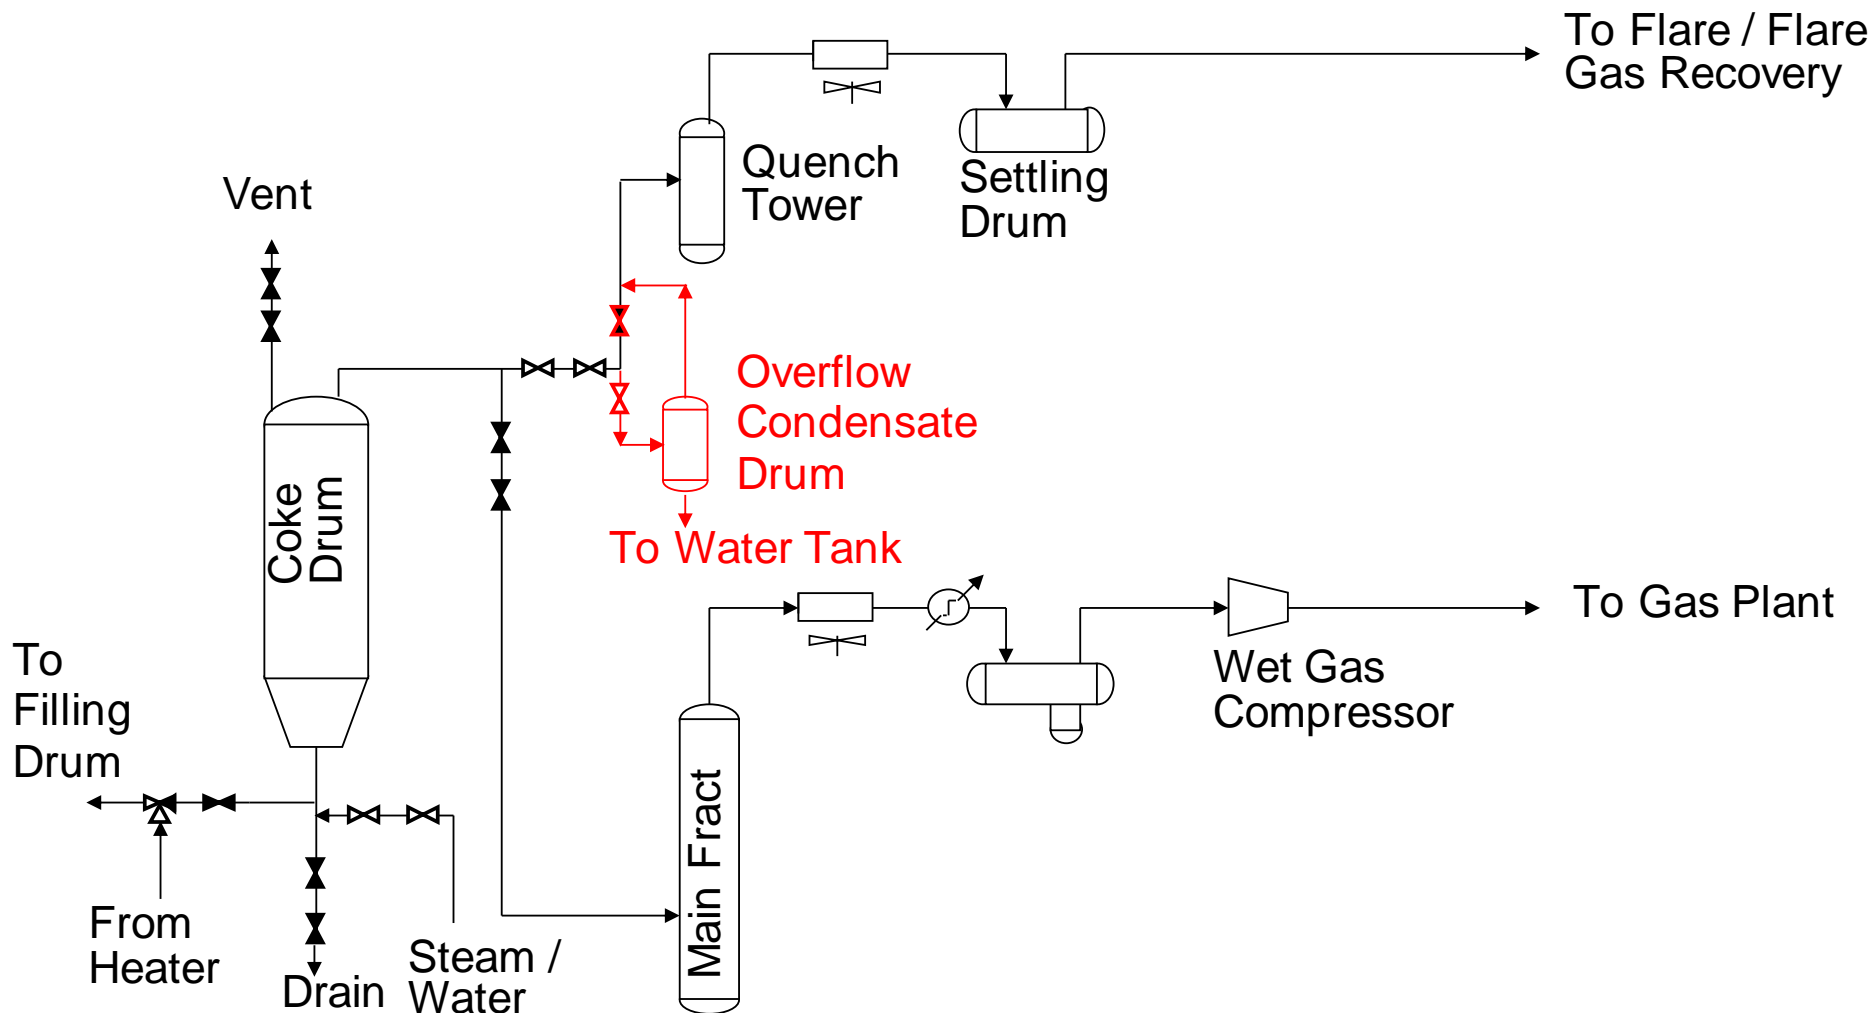 To Flare / Flare
Gas Recovery
Quench
Tower
Settling
Drum
Vent
Overflow
Condensate
Drum
Coke
Drum
To Water Tank
To Gas Plant
Wet Gas
Compressor
To
Filling
Drum
Main Fract
From
Heater
Drain
Steam /
Water